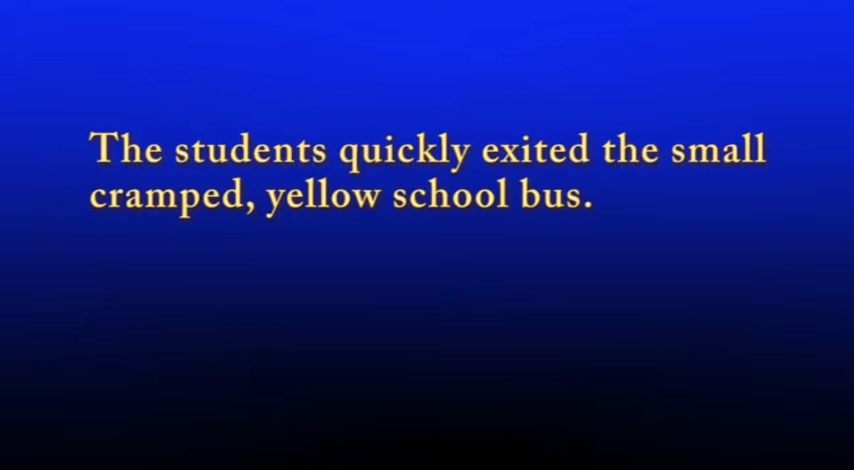 The students quickly exited the small
cramped, yellow school bus.